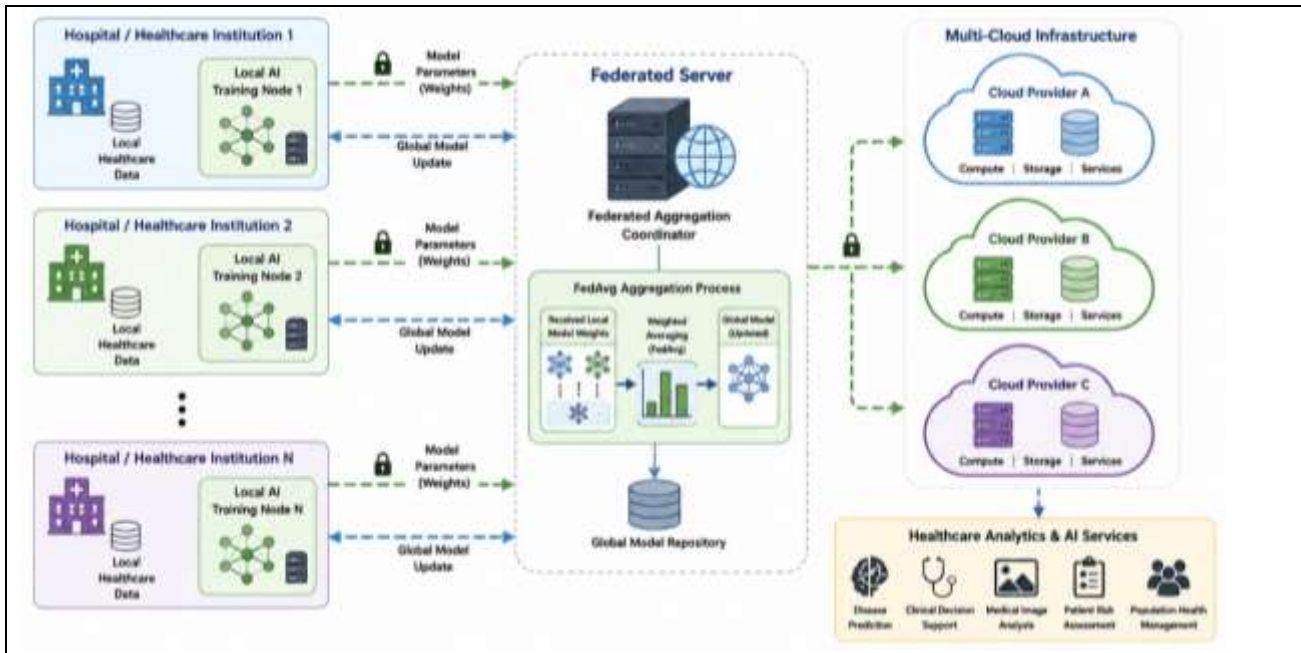 Hospital / Healthcare Institution 1
Local
Healthcare
Data
Local AI
Training Node 1
Model
Parameters
(Weights)
Global Model
Update
Hospital / Healthcare Institution 2
Local
Healthcare
Data
Local AI
Training Node 2
Model
Parameters
(Weights)
Global Model
Update
Hospital / Healthcare Institution N
Local
Healthcare
Data
Local AI
Training Node N
Model
Parameters
(Weights)
Global Model
Update
Federated Server
Federated Aggregation
Coordinator
FedAvg Aggregation Process
Received Local
Model Weights
Weighted
Averaging
(FedAvg)
Global Model
(Updated)
Global Model Repository
Multi-Cloud Infrastructure
Cloud Provider A
Compute | Storage | Services
Cloud Provider B
Compute | Storage | Services
Cloud Provider C
Compute | Storage | Services
Healthcare Analytics & AI Services
Disease
Prediction
Clinical Decision
Support
Medical Image
Analysis
Patient Risk
Assessment
Population Health
Management